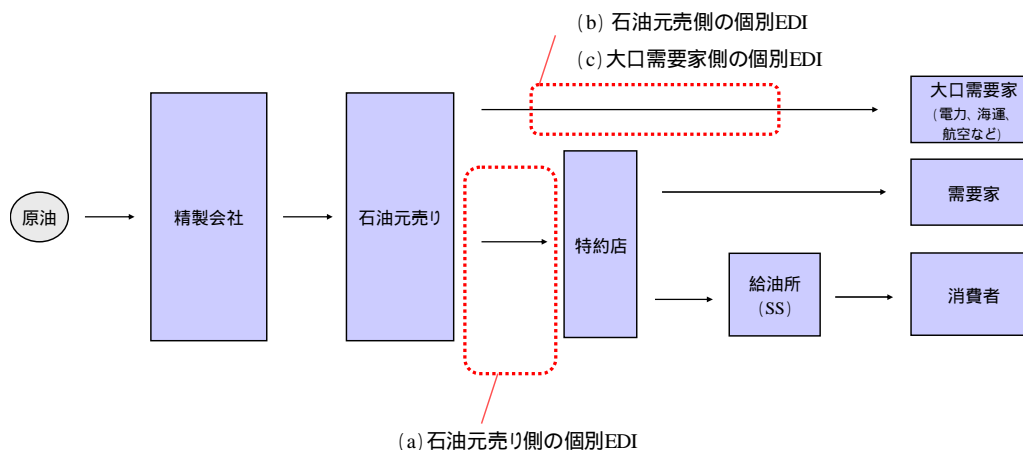 (b) 石油元売側の個別EDI
(c) 大口需要家側の個別EDI
大口需要家
(電力、海運、
航空など)
原油
精製会社
石油元売り
特約店
需要家
給油所
(SS)
消費者
(a) 石油元売り側の個別EDI